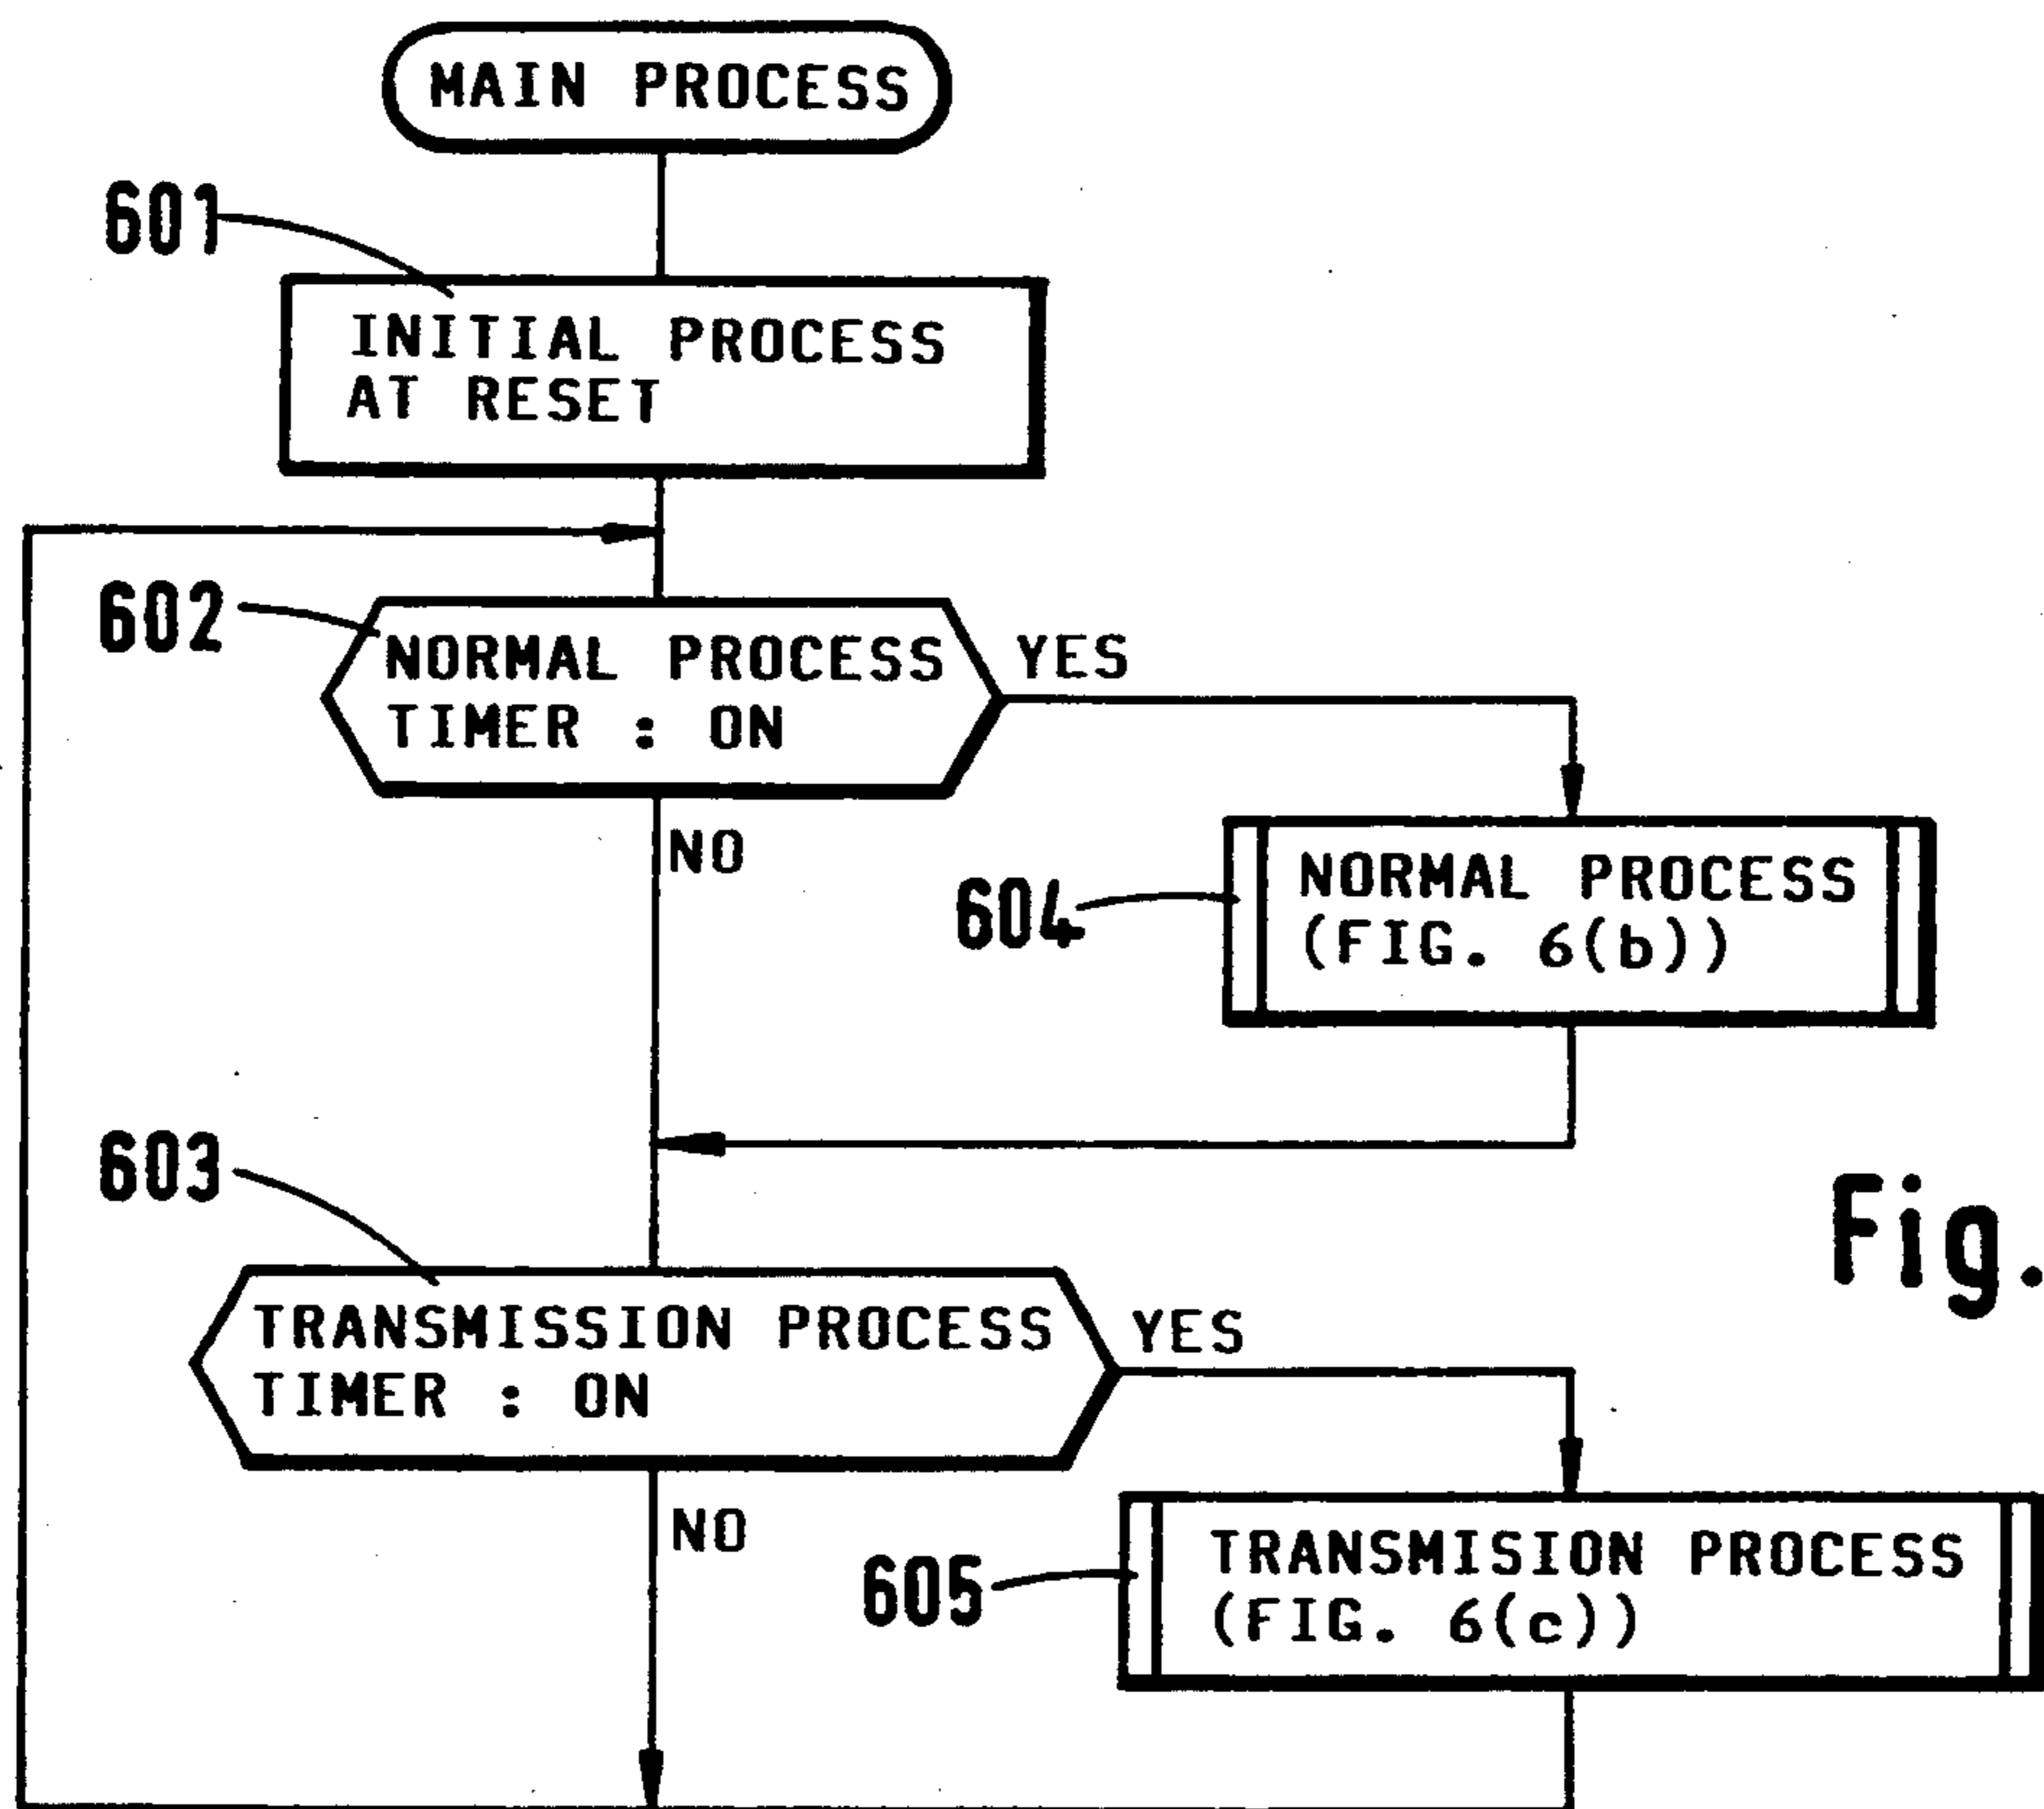 MAIN PROCESS
601
INITIAL PROCESS
AT RESET
602
NORMAL PROCESS
TIMER : ON
YES
NO
604
NORMAL PROCESS
(FIG. 6(b))
603
Fig.
TRANSMISSION PROCESS
TIMER : ON
YES
NO
605
TRANSMISION PROCESS
(FIG. 6(c))